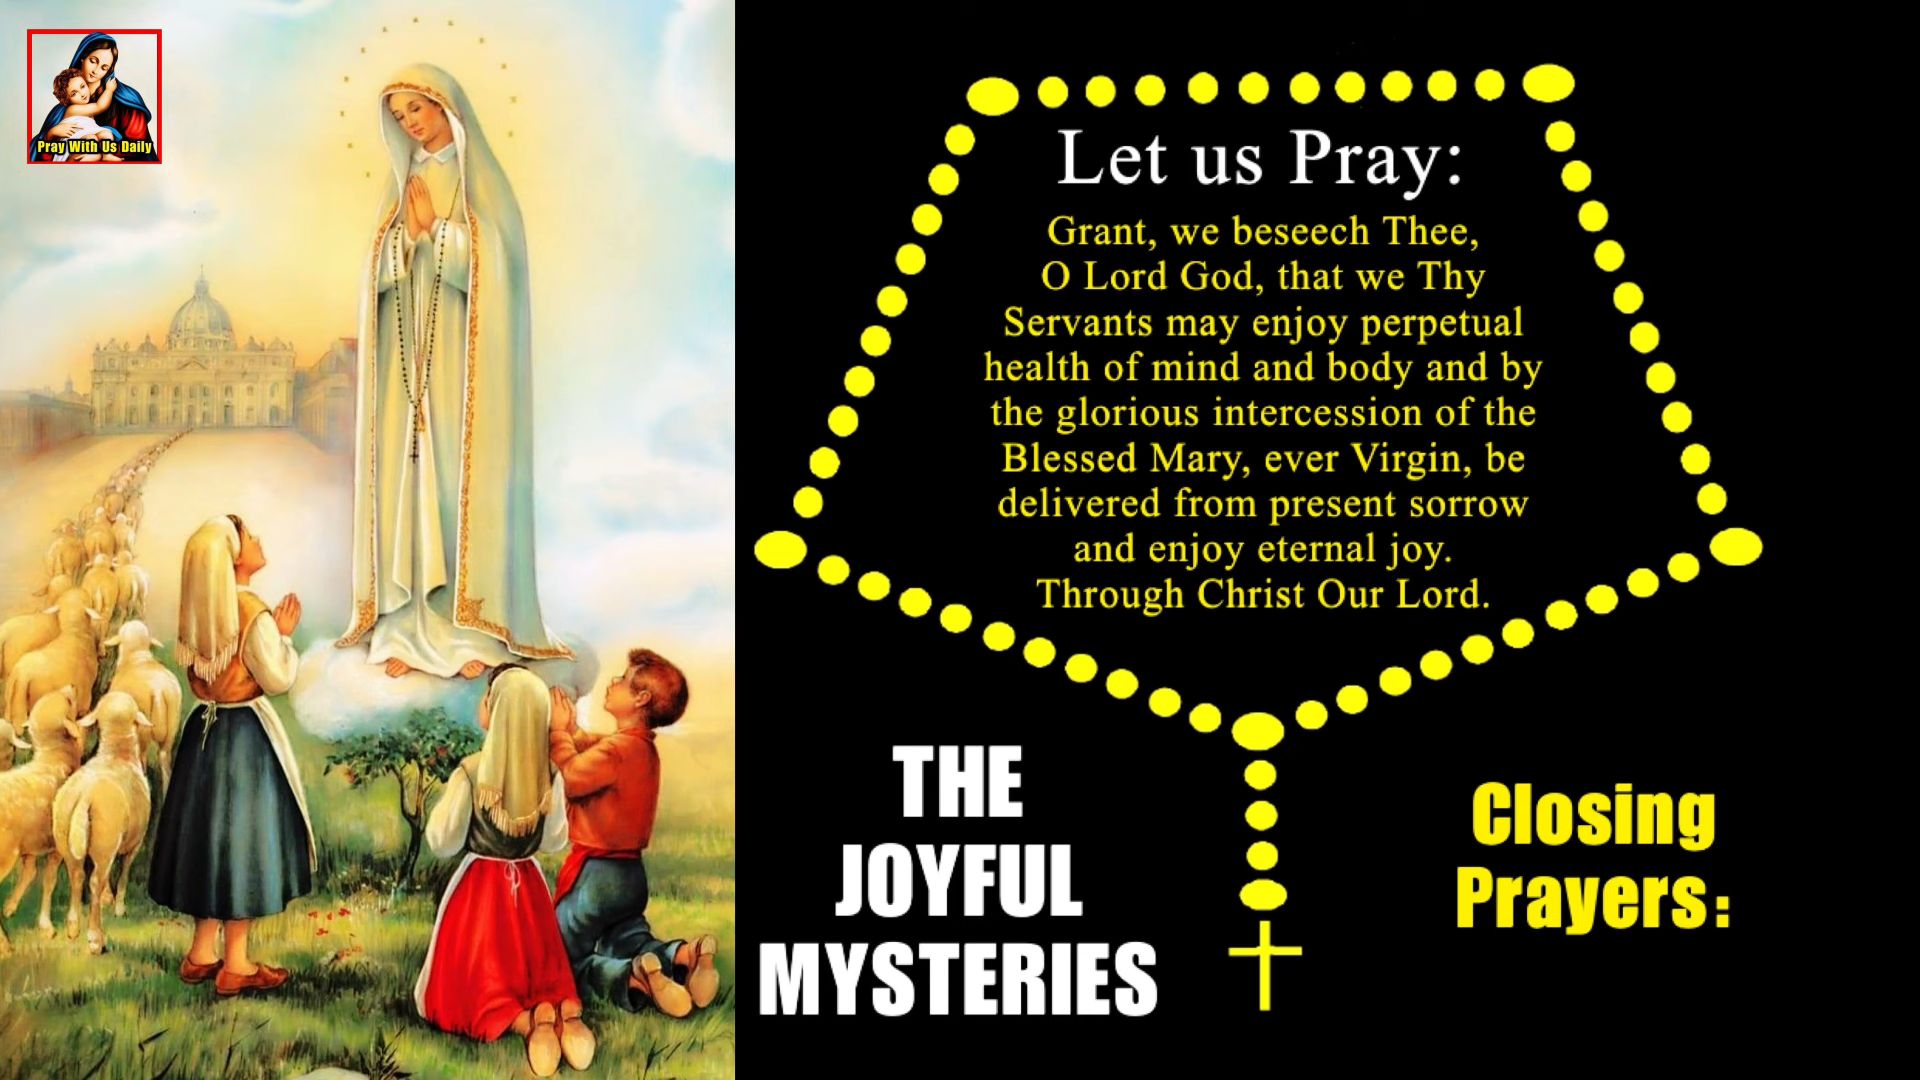 Pray With Us Daily
Let us Pray:
Grant, we beseech Thee,
O Lord God, that we Thy
Servants may enjoy perpetual
health of mind and body and by
the glorious intercession of the
Blessed Mary, ever Virgin, be
delivered from present sorrow
and enjoy eternal joy.
Through Christ Our Lord.
THE
JOYFUL
MYSTERIES
Closing
Prayers: